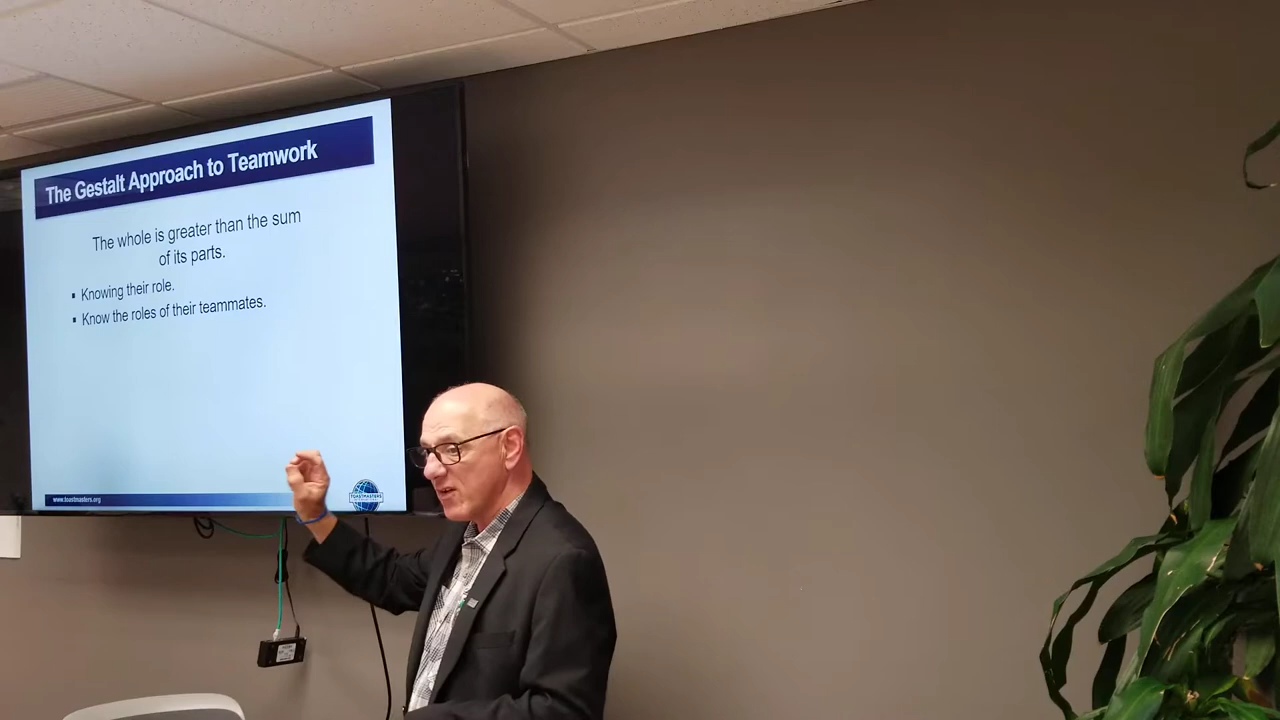 The Gestalt Approach to Teamwork
The whole is greater than the sum
of its parts.
▪ Knowing their role.
▪ Know the roles of their teammates.
www.toastmasters.org
TOASTMASTERS